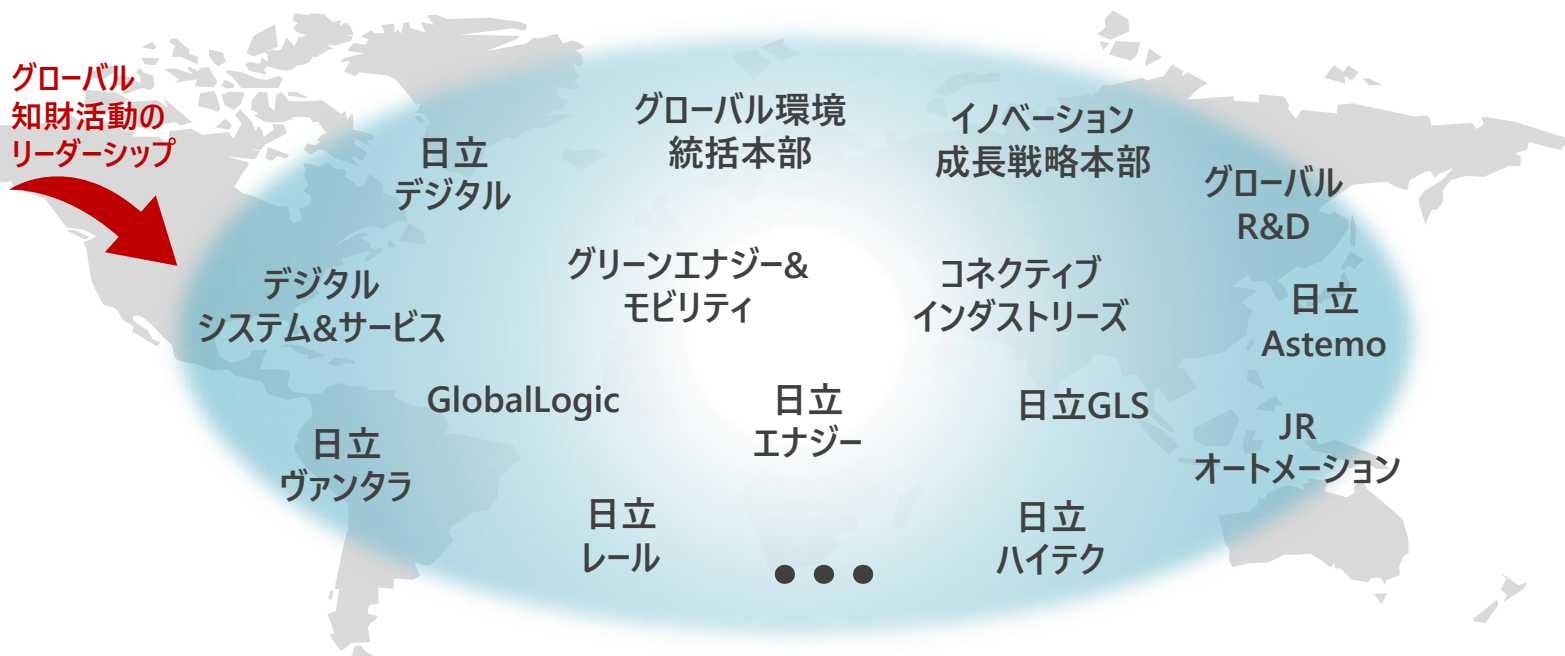 グローバル
知財活動の
リーダーシップ
日立
デジタル
グローバル環境
統括本部
イノベーション
成長戦略本部
グローバル
R&D
デジタル
システム&サービス
グリーンエナジー&
モビリティ
コネクティブ
インダストリーズ
日立
Astemo
GlobalLogic
日立
エナジー
日立GLS
JR
オートメーション
日立
ヴァンタラ
日立
レール
●●●
日立
ハイテク